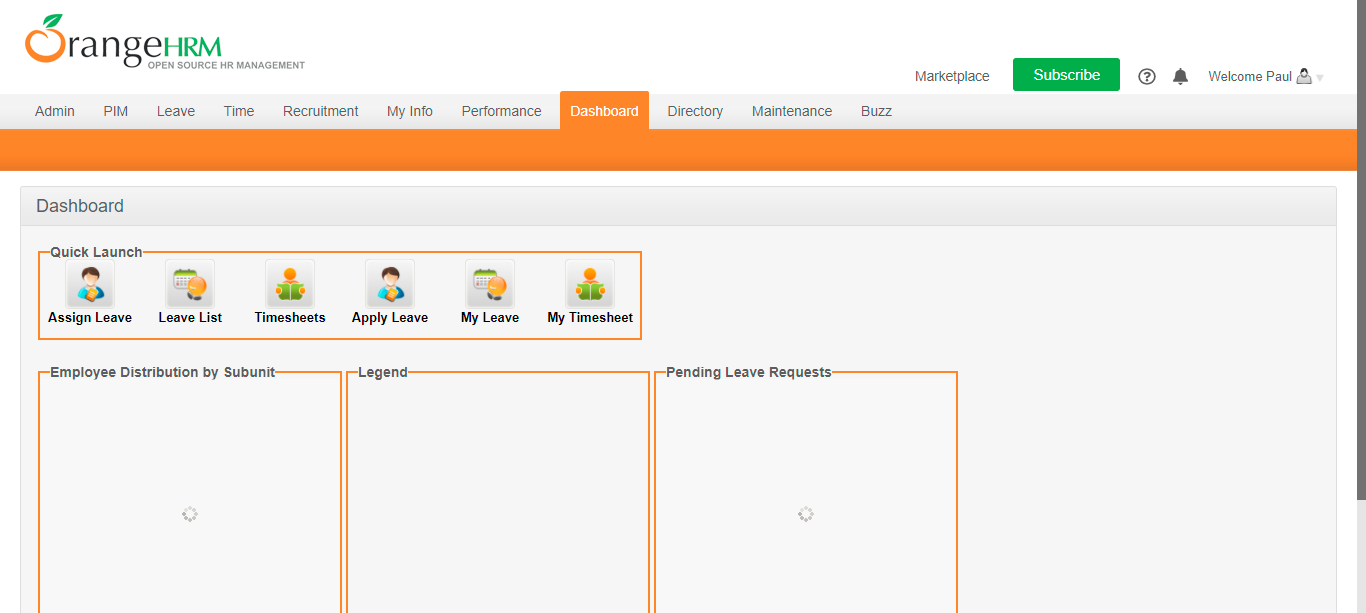 OrangeHRM
OPEN SOURCE HR MANAGEMENT
Marketplace Subscribe Welcome Paul
Admin PIM Leave Time Recruitment My Info Performance Dashboard Directory Maintenance Buzz
Dashboard
Quick Launch
Assign Leave Leave List Timesheets Apply Leave My Leave My Timesheet
Employee Distribution by Subunit Legend Pending Leave Requests